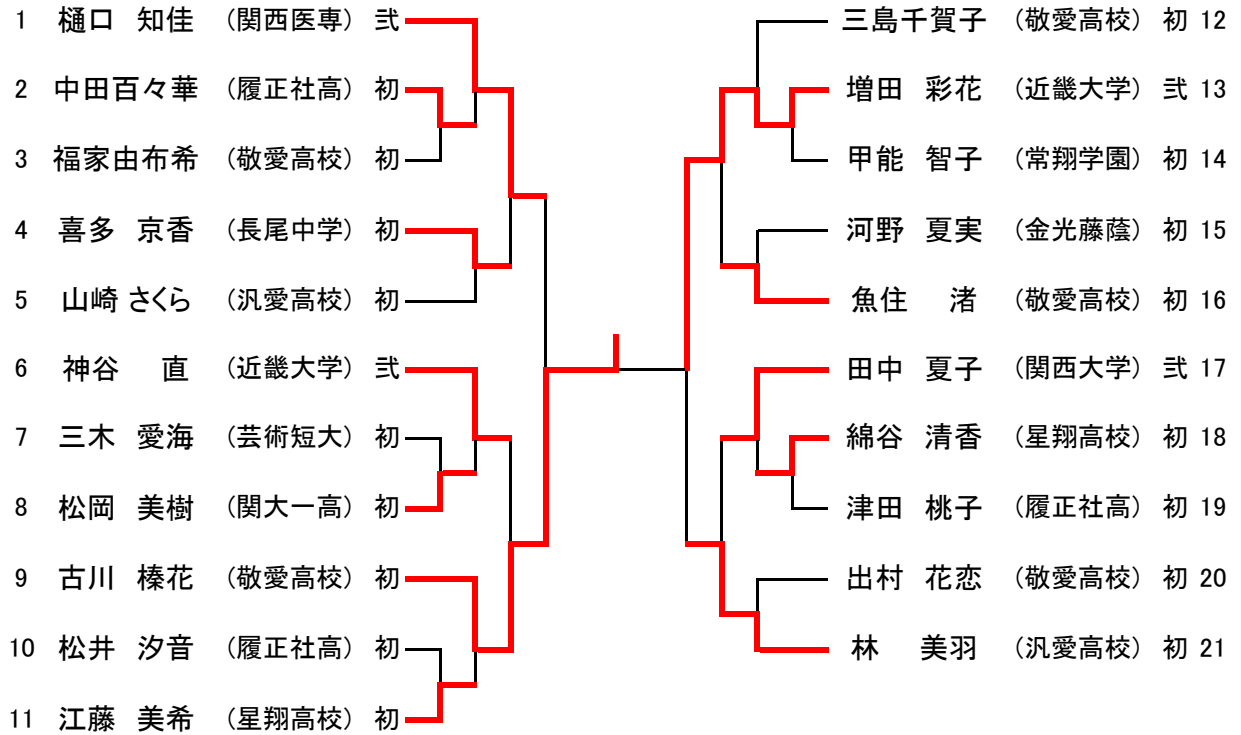 1 樋口 知佳 (関西医専) 弐
2 中田百々華 (履正社高) 初
3 福家由布希 (敬愛高校) 初
4 喜多 京香 (長尾中学) 初
5 山崎 さくら (汎愛高校) 初
6 神谷 直 (近畿大学) 弐
7 三木 愛海 (芸術短大) 初
8 松岡 美樹 (関大一高) 初
9 古川 榛花 (敬愛高校) 初
10 松井 汐音 (履正社高) 初
11 江藤 美希 (星翔高校) 初
三島千賀子 (敬愛高校) 初 12
増田 彩花 (近畿大学) 弐 13
甲能 智子 (常翔学園) 初 14
河野 夏実 (金光藤蔭) 初 15
魚住 渚 (敬愛高校) 初 16
田中 夏子 (関西大学) 弐 17
綿谷 清香 (星翔高校) 初 18
津田 桃子 (履正社高) 初 19
出村 花恋 (敬愛高校) 初 20
林 美羽 (汎愛高校) 初 21